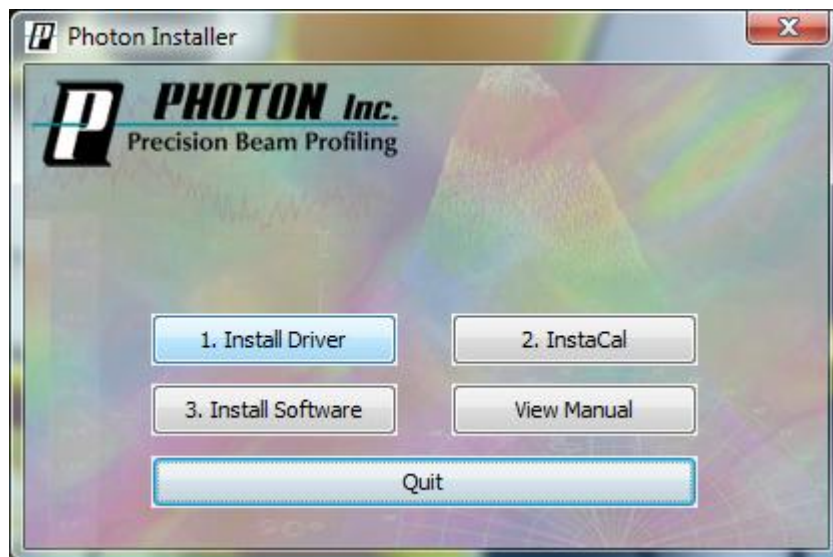 Photon Installer
PHOTON Inc.
Precision Beam Profiling
1. Install Driver
2. InstaCal
3. Install Software
View Manual
Quit